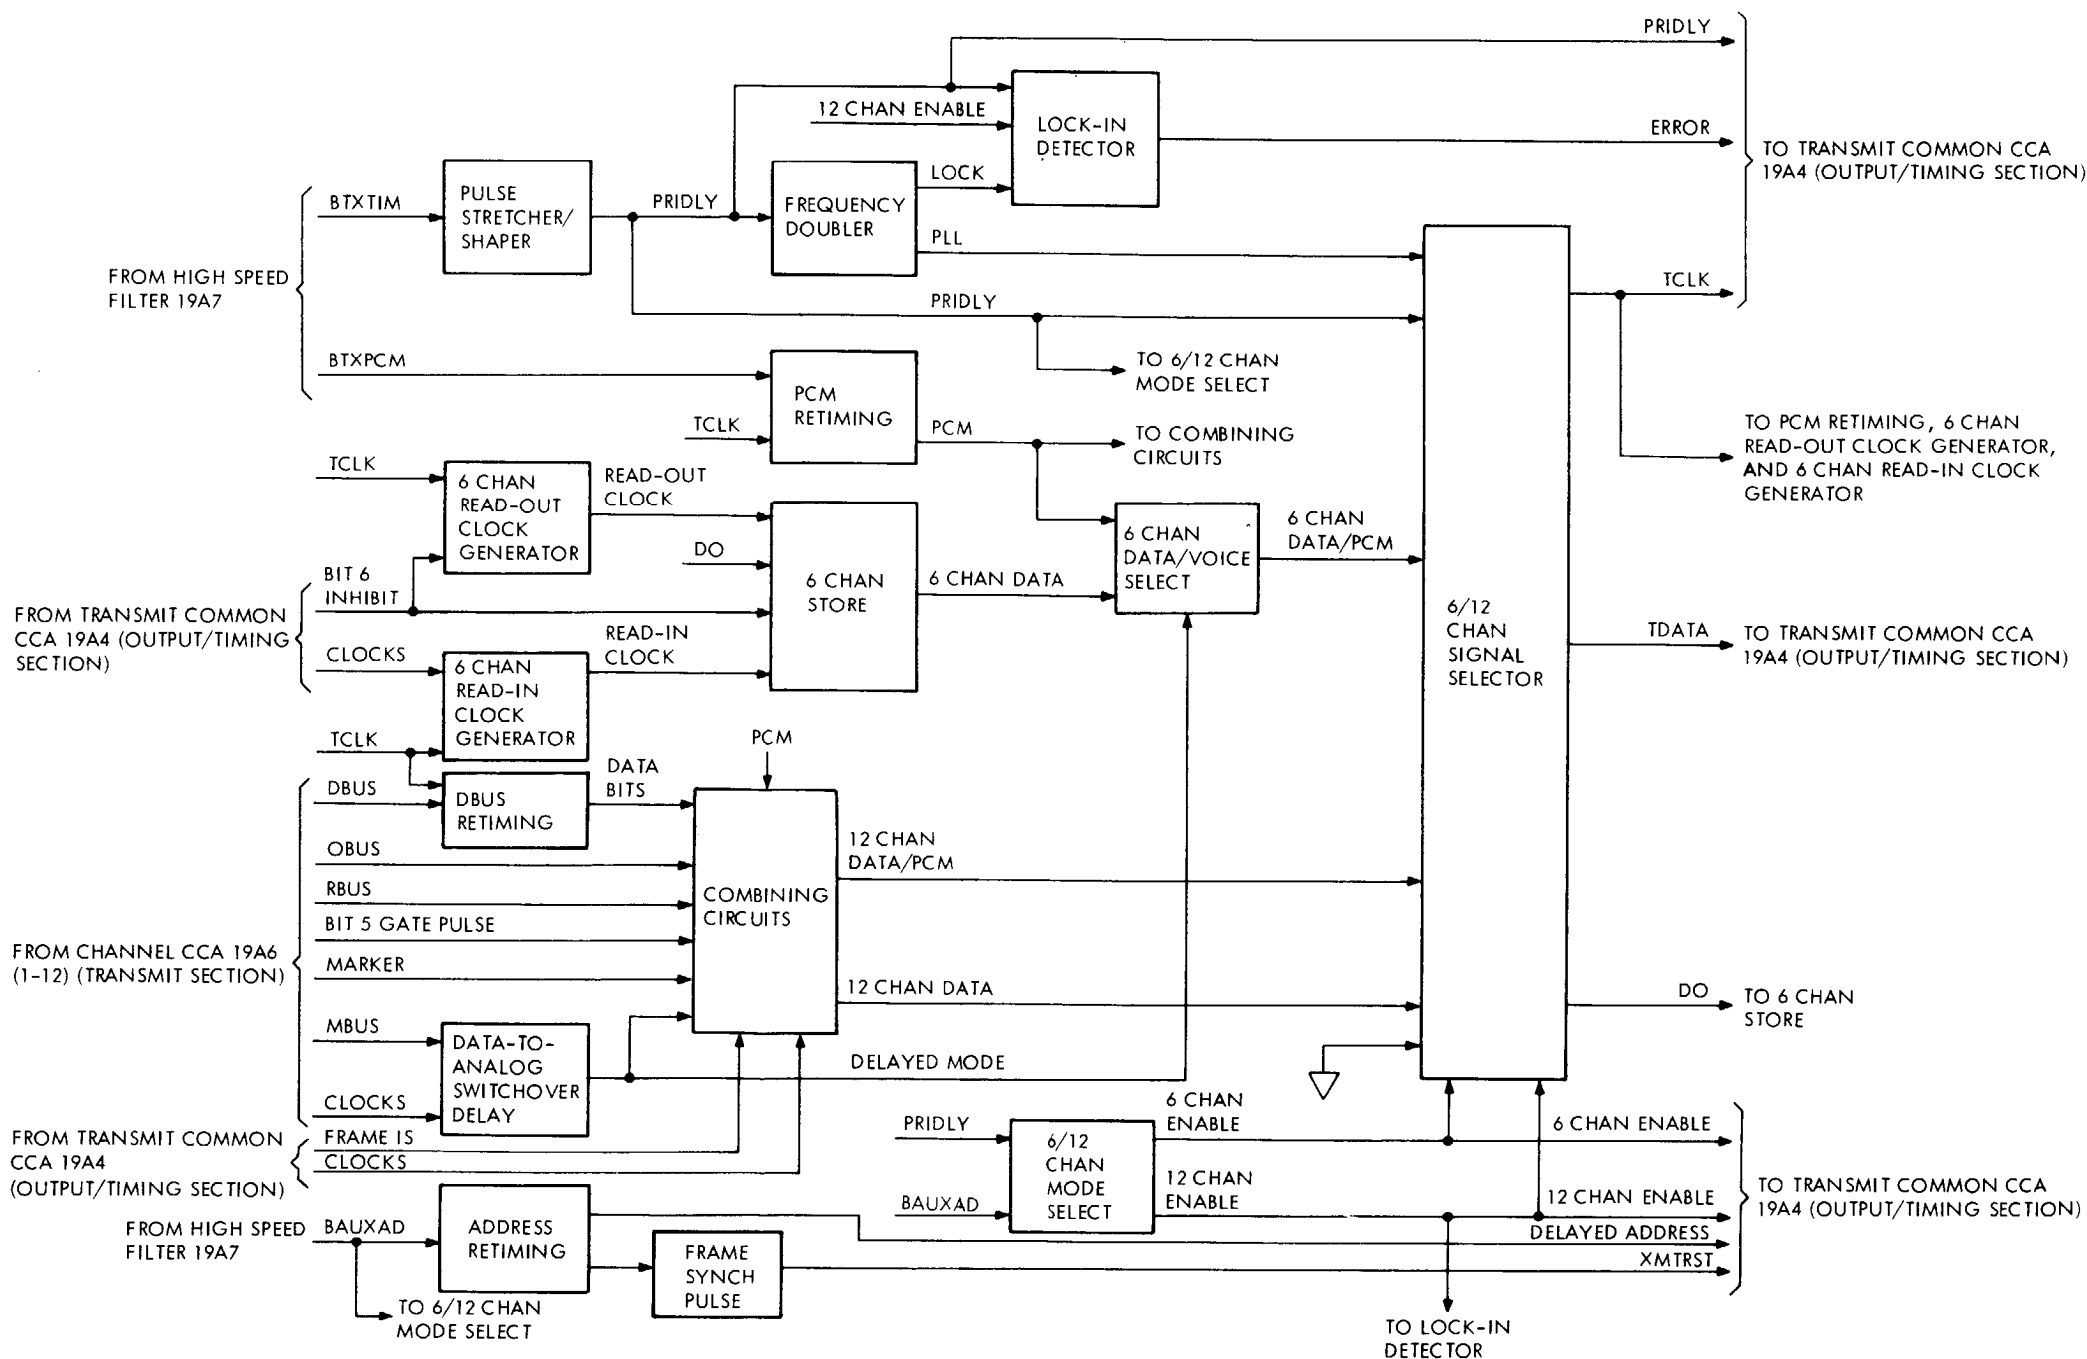 PRIDLY
12 CHAN ENABLE
LOCK-IN
DETECTOR
ERROR
TO TRANSMIT COMMON CCA
19A4 (OUTPUT/TIMING SECTION)
LOCK
BTXTIM
PULSE
STRETCHER/
SHAPER
PRIDLY
FREQUENCY
DOUBLER
PLL
FROM HIGH SPEED
FILTER 19A7
PRIDLY
TCLK
BTXPCM
TO 6/12 CHAN
MODE SELECT
PCM
RETIMING
TCLK
PCM
TO COMBINING
CIRCUITS
TO PCM RETIMING, 6 CHAN
READ-OUT CLOCK GENERATOR,
AND 6 CHAN READ-IN CLOCK
GENERATOR
TCLK
6 CHAN
READ-OUT
CLOCK
GENERATOR
READ-OUT
CLOCK
DO
6 CHAN
STORE
6 CHAN DATA
6 CHAN
DATA/VOICE
SELECT
6 CHAN
DATA/PCM
BIT 6
INHIBIT
FROM TRANSMIT COMMON
CCA 19A4 (OUTPUT/TIMING
SECTION)
CLOCKS
READ-IN
CLOCK
6 CHAN
READ-IN
CLOCK
GENERATOR
6/12
CHAN
SIGNAL
SELECTOR
TDATA
TO TRANSMIT COMMON CCA
19A4 (OUTPUT/TIMING SECTION)
TCLK
PCM
DBUS
DBUS
RETIMING
DATA
BITS
OBUS
RBUS
BIT 5 GATE PULSE
MARKER
COMBINING
CIRCUITS
12 CHAN
DATA/PCM
FROM CHANNEL CCA 19A6
(1-12) (TRANSMIT SECTION)
12 CHAN DATA
DO
TO 6 CHAN
STORE
MBUS
DATA-TO-
ANALOG
SWITCHOVER
DELAY
DELAYED MODE
CLOCKS
FROM TRANSMIT COMMON
CCA 19A4
(OUTPUT/TIMING SECTION)
FRAME IS
CLOCKS
PRIDLY
6/12
CHAN
MODE
SELECT
6 CHAN
ENABLE
6 CHAN ENABLE
BAUXAD
12 CHAN
ENABLE
12 CHAN ENABLE
TO TRANSMIT COMMON CCA
19A4 (OUTPUT/TIMING SECTION)
FROM HIGH SPEED
FILTER 19A7
BAUXAD
ADDRESS
RETIMING
DELAYED ADDRESS
FRAME
SYNCH
PULSE
XMTRST
TO 6/12 CHAN
MODE SELECT
TO LOCK-IN
DETECTOR